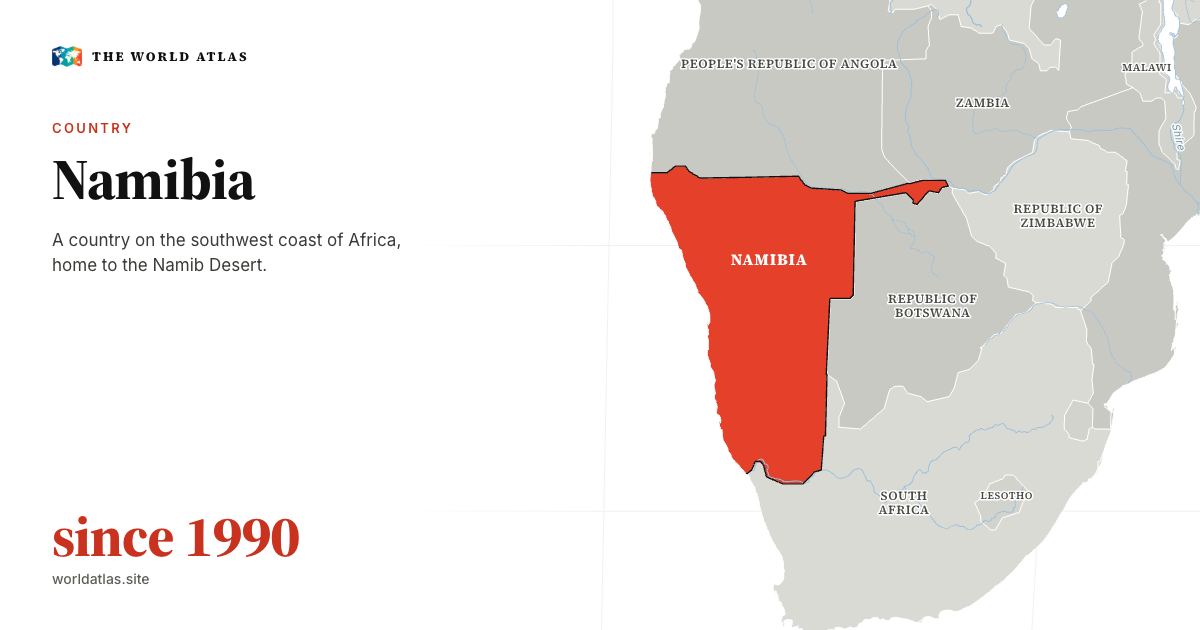 THE WORLD ATLAS
COUNTRY
Namibia
A country on the southwest coast of Africa,
home to the Namib Desert.
since 1990
worldatlas.site
PEOPLE'S REPUBLIC OF ANGOLA
MALAWI
ZAMBIA
Shire
REPUBLIC OF
ZIMBABWE
NAMIBIA
REPUBLIC OF
BOTSWANA
SOUTH
AFRICA
LESOTHO